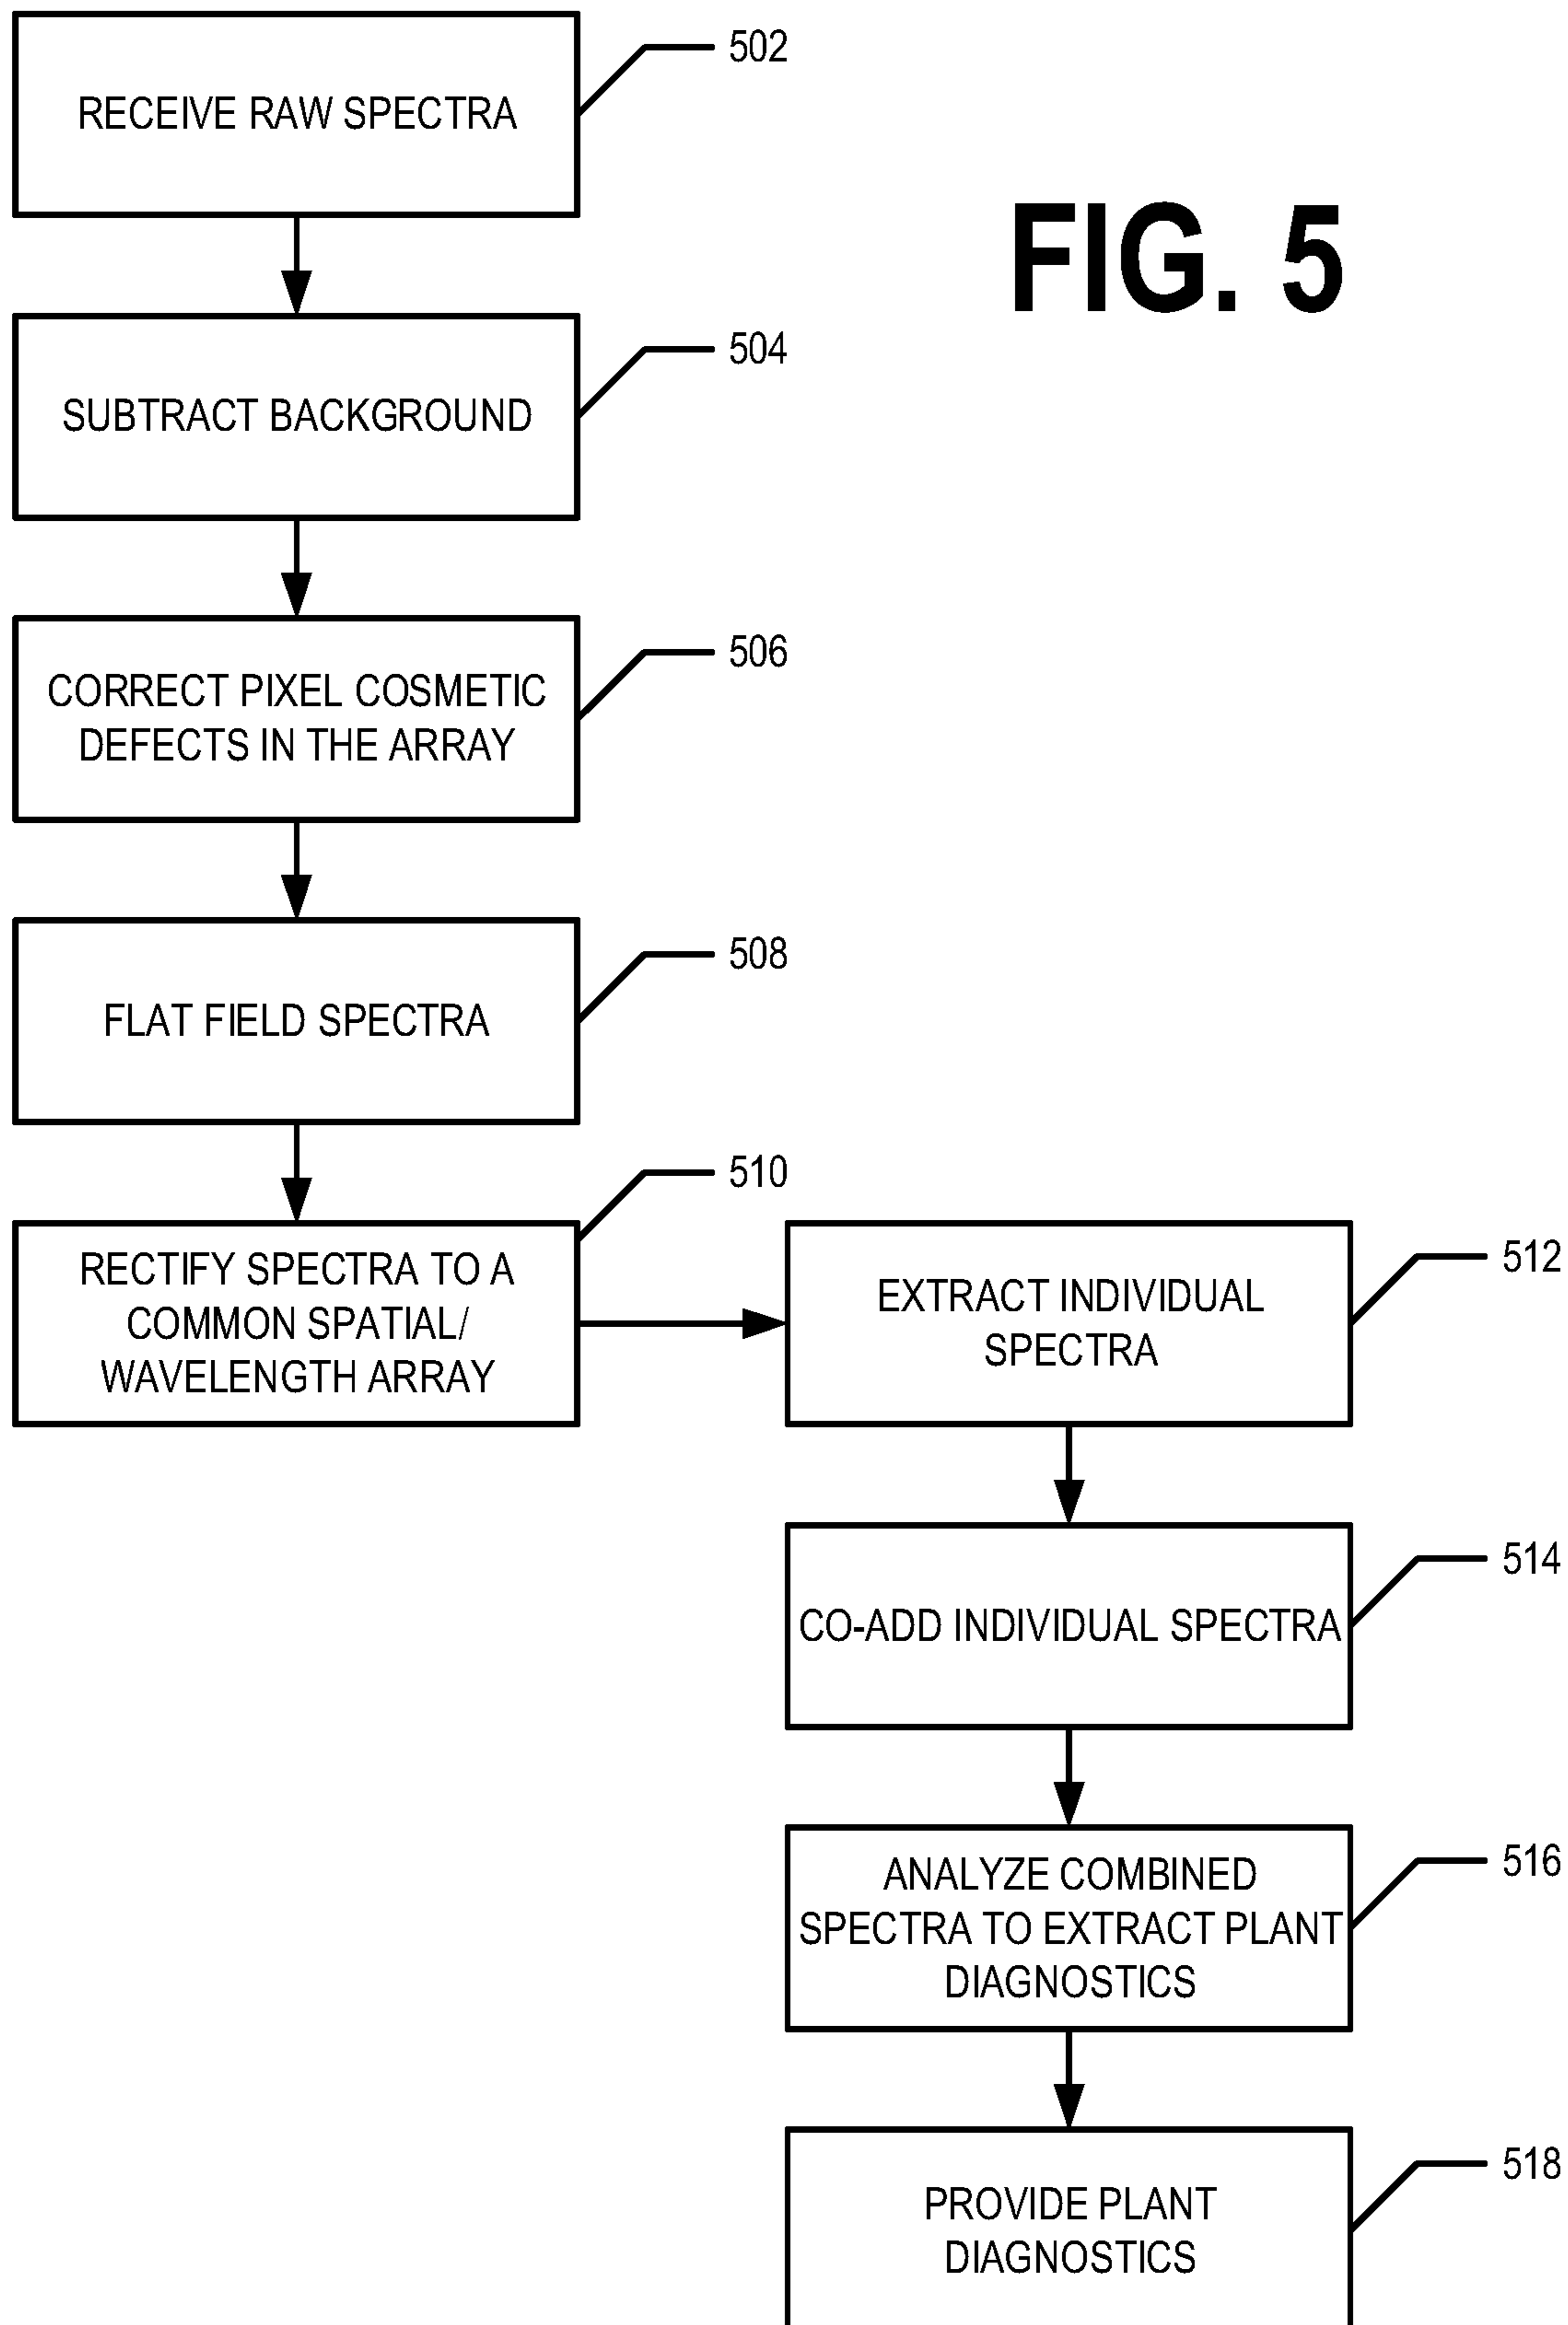 FIG. 5
RECEIVE RAW SPECTRA
502
SUBTRACT BACKGROUND
504
CORRECT PIXEL COSMETIC
DEFECTS IN THE ARRAY
506
FLAT FIELD SPECTRA
508
RECTIFY SPECTRA TO A
COMMON SPATIAL/
WAVELENGTH ARRAY
510
EXTRACT INDIVIDUAL
SPECTRA
512
CO-ADD INDIVIDUAL SPECTRA
514
ANALYZE COMBINED
SPECTRA TO EXTRACT PLANT
DIAGNOSTICS
516
PROVIDE PLANT
DIAGNOSTICS
518